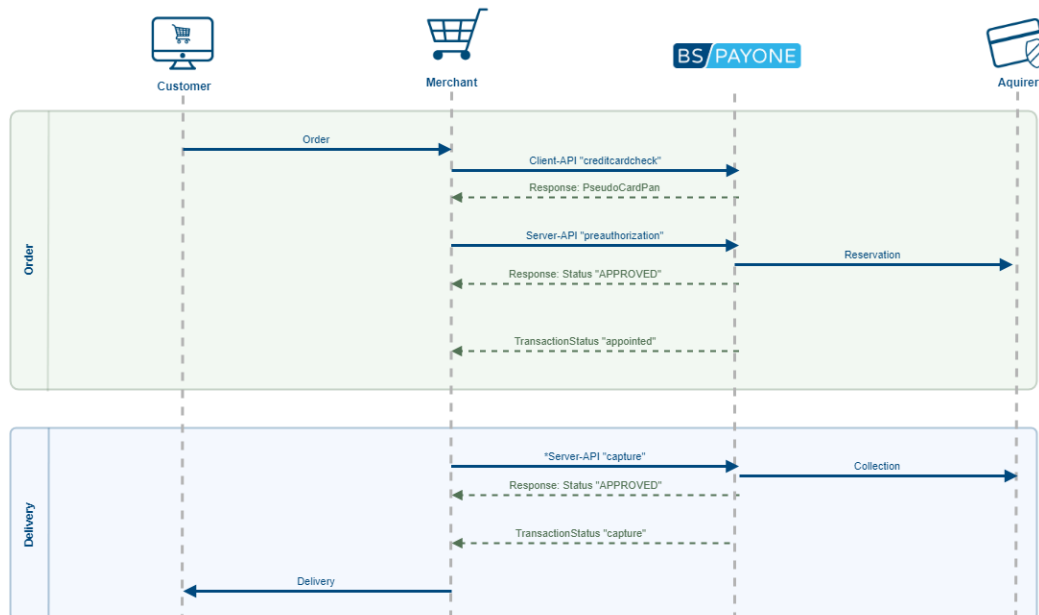 BS/PAYONE
Customer
Merchant
Aquirer
Order
Order
Client-API "creditcardcheck"
Response: PseudoCardPan
Server-API "preauthorization"
Reservation
Response: Status "APPROVED"
TransactionStatus "appointed"
Delivery
*Server-API "capture"
Collection
Response: Status "APPROVED"
TransactionStatus "capture"
Delivery